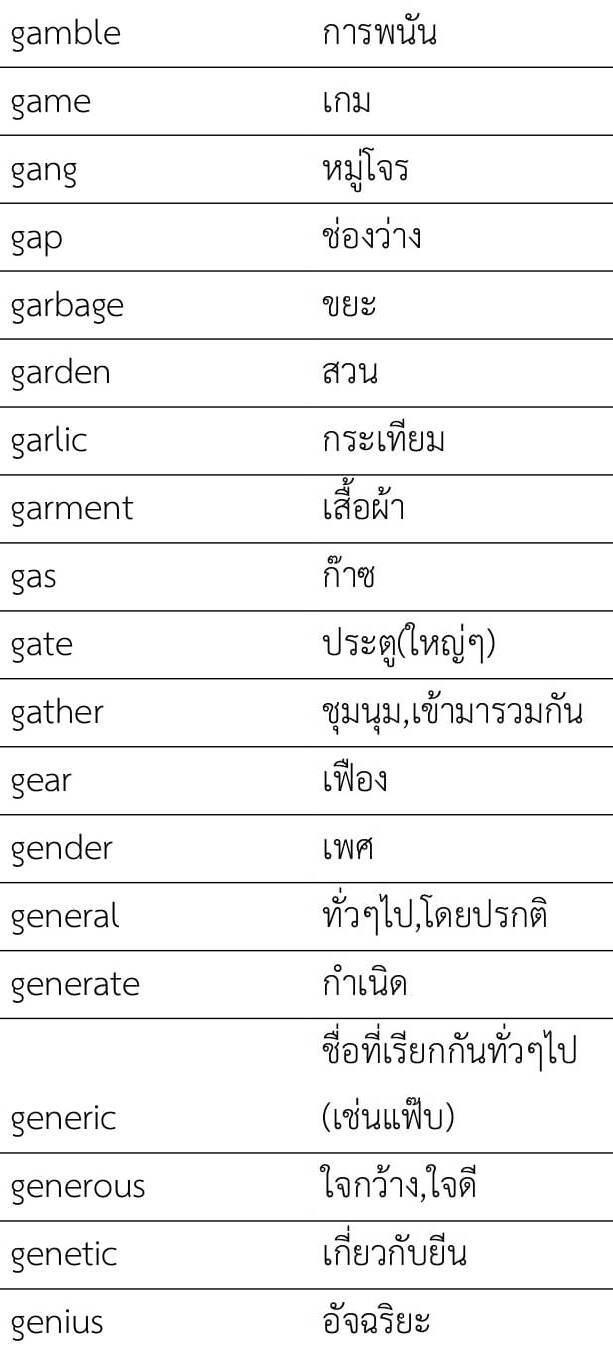 gamble การพนัน
game เกม
gang หมู่โจร
gap ช่องว่าง
garbage ขยะ
garden สวน
garlic กระเทียม
garment เสื้อผ้า
gas ก๊าซ
gate ประตู(ใหญ่ๆ)
gather ชุมนุม,เข้ามารวมกัน
gear เฟือง
gender เพศ
general ทั่วๆไป,โดยปรกติ
generate กำเนิด
ชื่อที่เรียกกันทั่วๆไป
generic (เช่นแฟ๊บ)
generous ใจกว้าง,ใจดี
genetic เกี่ยวกับยีน
genius อัจฉริยะ